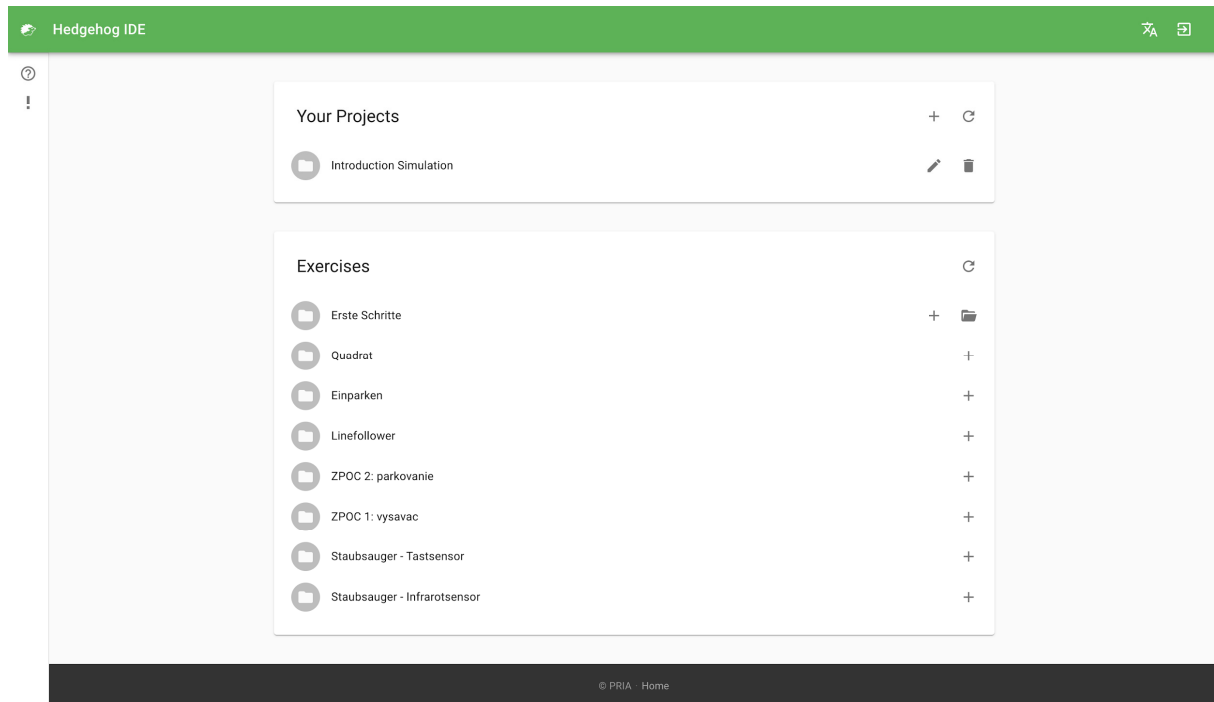 Hedgehog IDE
Your Projects
Introduction Simulation
Exercises
Erste Schritte
Quadrat
Einparken
Linefollower
ZPOC 2: parkovanie
ZPOC 1: vysavac
Staubsauger - Tastsensor
Staubsauger - Infrarotsensor
© PRIA · Home